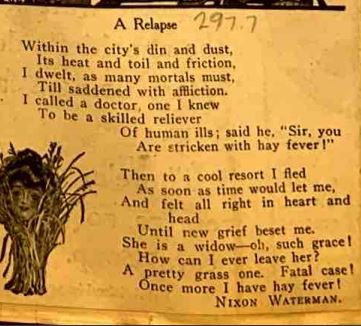 A Relapse 297.7
Within the city's din and dust,
Its heat and toil and friction,
I dwelt, as many mortals must,
Till saddened with affliction.
I called a doctor, one I knew
To be a skilled reliever
Of human ills; said he, "Sir, you
Are stricken with hay fever!"
Then to a cool resort I fled
As soon as time would let me,
And felt all right in heart and
head
Until new grief beset me.
She is a widow—oh, such grace!
How can I ever leave her?
A pretty grass one. Fatal case!
Once more I have hay fever!
NIXON WATERMAN.